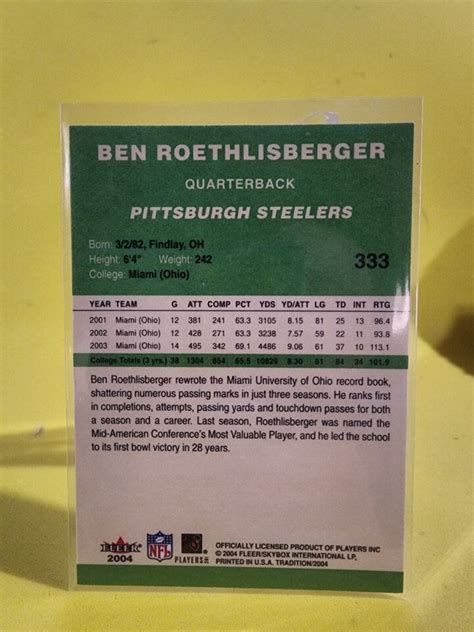 BEN ROETHLISBERGER
QUARTERBACK
PITTSBURGH STEELERS
Born: 3/2/82, Findlay, OH
Height: 6'4" Weight: 242
College: Miami (Ohio)
333
YEAR TEAM G ATT COMP PCT YDS YD/ATT LG TD INT RTG
2001 Miami (Ohio) 12 381 241 63.3 3105 8.15 81 25 13 96.4
2002 Miami (Ohio) 12 428 271 63.3 3238 7.57 59 22 11 93.8
2003 Miami (Ohio) 14 495 342 69.1 4486 9.06 61 37 10 113.1
College Totals (3 yrs.) 38 1304 854 65.5 10829 8.30 81 84 34 101.9
Ben Roethlisberger rewrote the Miami University of Ohio record book,
shattering numerous passing marks in just three seasons. He ranks first
in completions, attempts, passing yards and touchdown passes for both
a season and a career. Last season, Roethlisberger was named the
Mid-American Conference's Most Valuable Player, and he led the school
to its first bowl victory in 28 years.
FLEER
2004
NFL
PLAYERS
OFFICIALLY LICENSED PRODUCT OF PLAYERS INC
© 2004 FLEER/SKYBOX INTERNATIONAL LP,
PRINTED IN U.S.A. TRADITION/2004